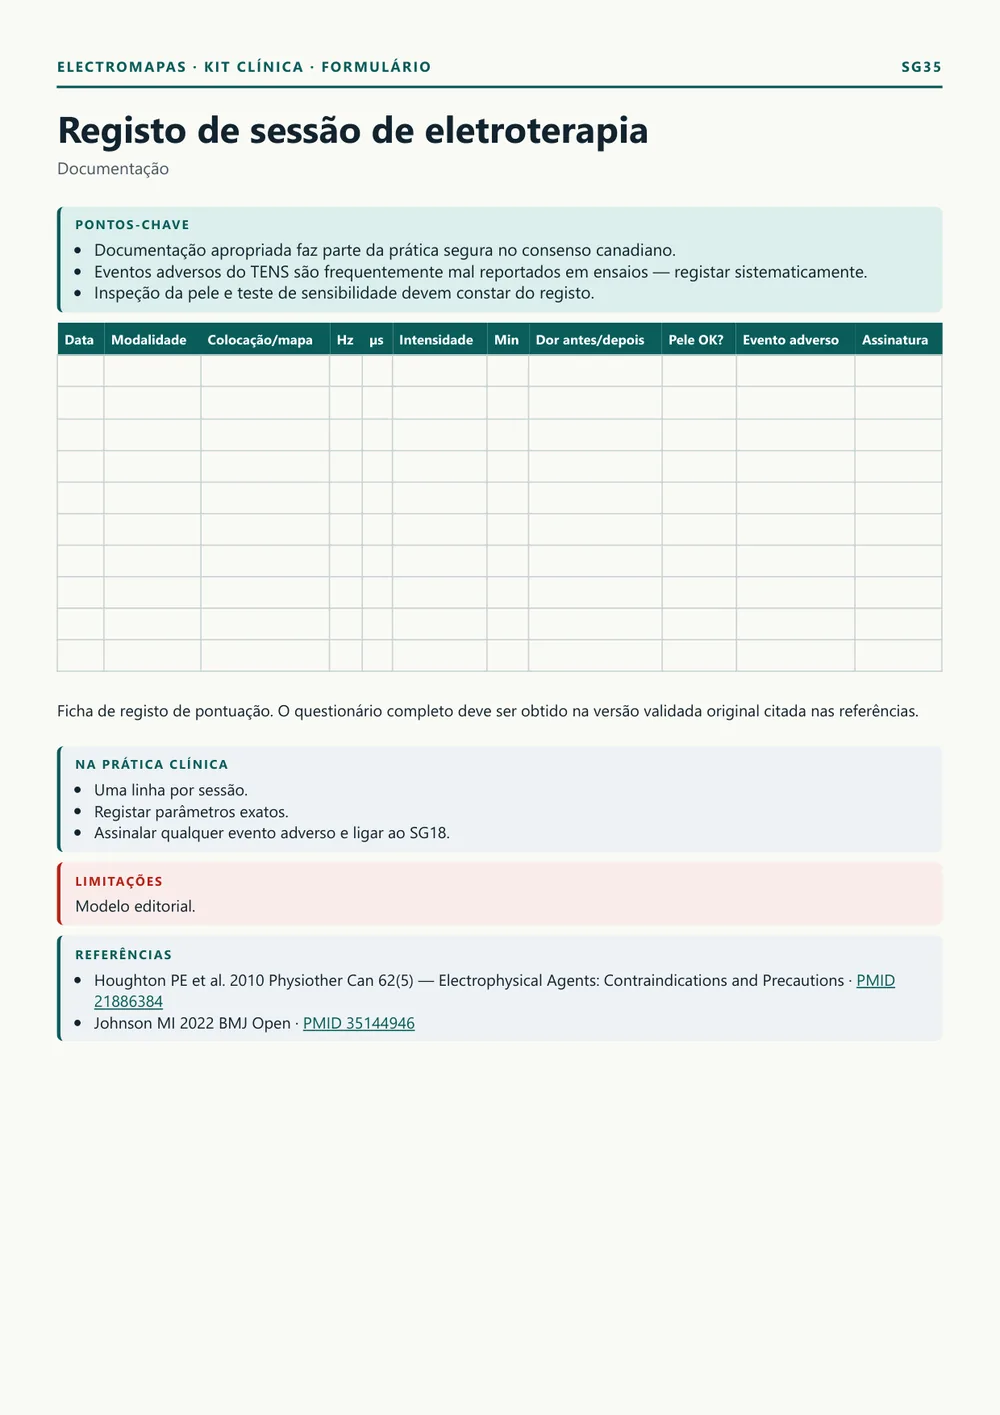 ELECTROMAPAS · KIT CLÍNICA · FORMULÁRIO SG35
Registo de sessão de eletroterapia
Documentação
PONTOS-CHAVE
• Documentação apropriada faz parte da prática segura no consenso canadiano.
• Eventos adversos do TENS são frequentemente mal reportados em ensaios — registar sistematicamente.
• Inspeção da pele e teste de sensibilidade devem constar do registo.
Data Modalidade Colocação/mapa Hz µs Intensidade Min Dor antes/depois Pele OK? Evento adverso Assinatura
Ficha de registo de pontuação. O questionário completo deve ser obtido na versão validada original citada nas referências.
NA PRÁTICA CLÍNICA
• Uma linha por sessão.
• Registar parâmetros exatos.
• Assinalar qualquer evento adverso e ligar ao SG18.
LIMITAÇÕES
Modelo editorial.
REFERÊNCIAS
• Houghton PE et al. 2010 Physiother Can 62(5) — Electrophysical Agents: Contraindications and Precautions · PMID
21886384
• Johnson MI 2022 BMJ Open · PMID 35144946